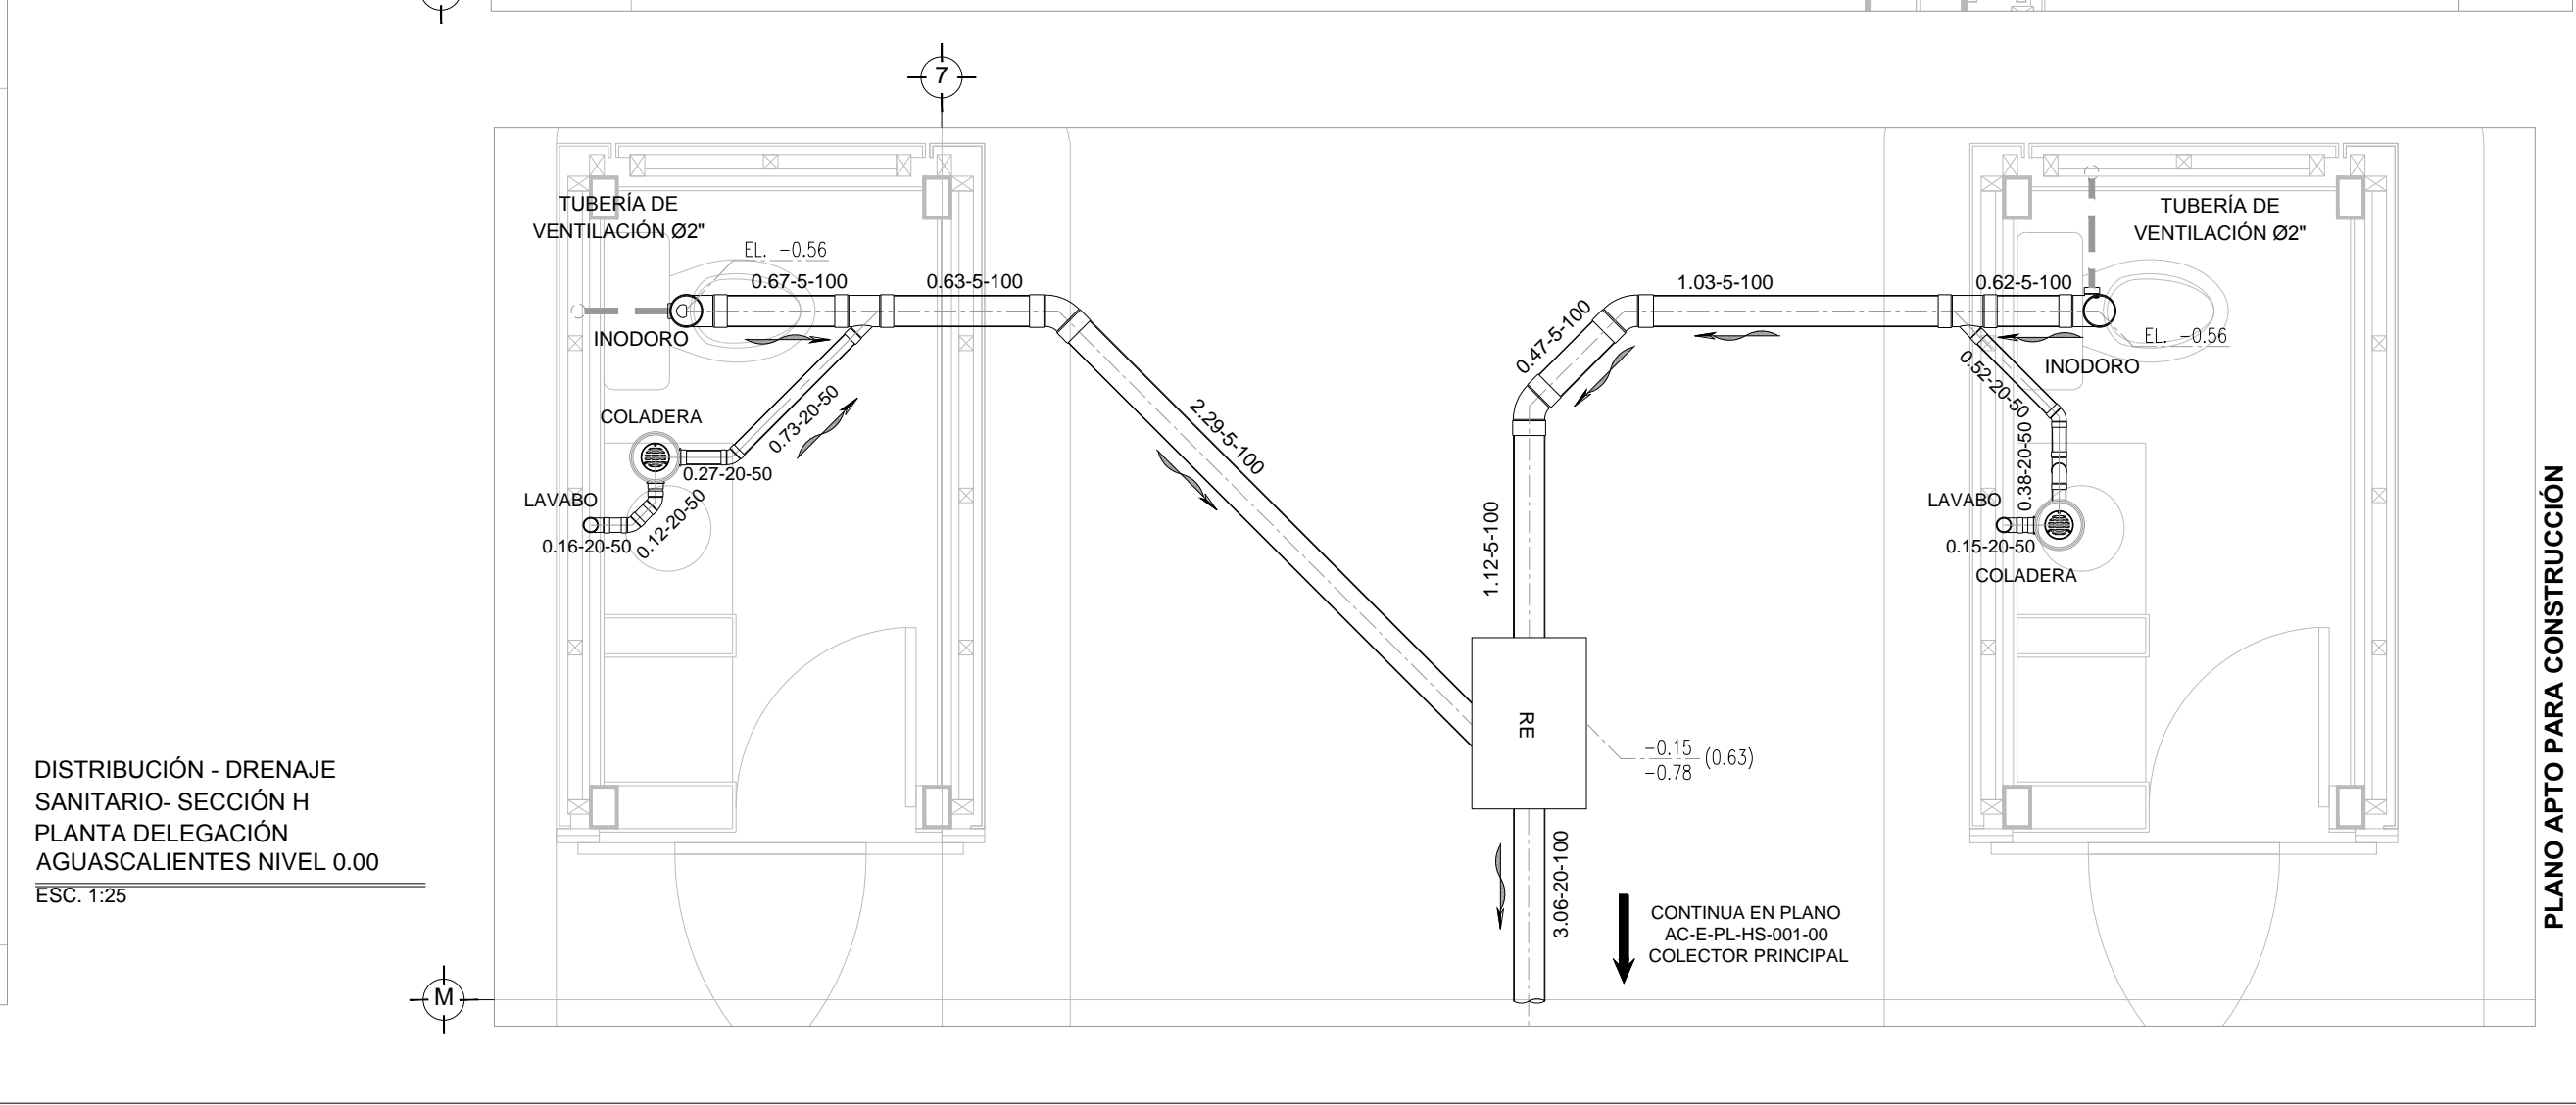 7
TUBERÍA DE
VENTILACIÓN Ø2"
EL. -0.56
0.67-5-100
0.63-5-100
INODORO
COLADERA
0.73-20-50
0.27-20-50
LAVABO
0.16-20-50
0.12-20-50
2.29-5-100
1.03-5-100
0.62-5-100
0.47-5-100
1.12-5-100
TUBERÍA DE
VENTILACIÓN Ø2"
EL. -0.56
INODORO
0.52-20-50
0.38-20-50
LAVABO
0.15-20-50
COLADERA
RE
-0.15
-0.78
(0.63)
3.06-20-100
CONTINUA EN PLANO
AC-E-PL-HS-001-00
COLECTOR PRINCIPAL
DISTRIBUCIÓN - DRENAJE
SANITARIO- SECCIÓN H
PLANTA DELEGACIÓN
AGUASCALIENTES NIVEL 0.00
ESC. 1:25
M
PLANO APTO PARA CONSTRUCCIÓN